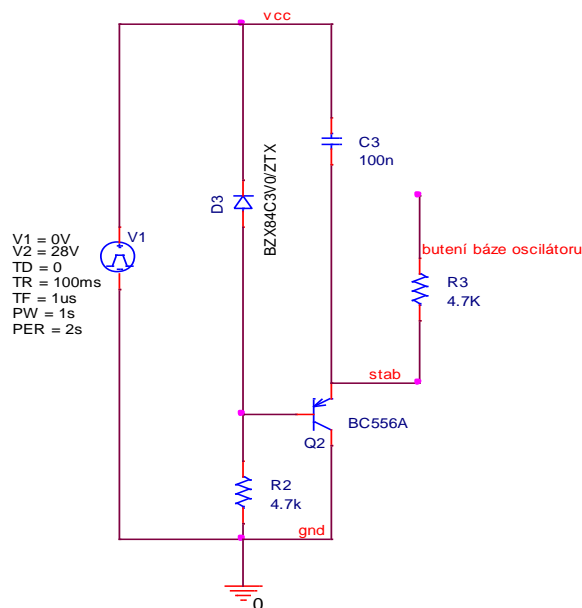 vcc
C3
100n
BZX84C3V0/ZTX
D3
V1
V1 = 0V
V2 = 28V
TD = 0
TR = 100ms
TF = 1us
PW = 1s
PER = 2s
butení báze oscilátoru
R3
4.7K
stab
BC556A
Q2
R2
4.7k
gnd
0